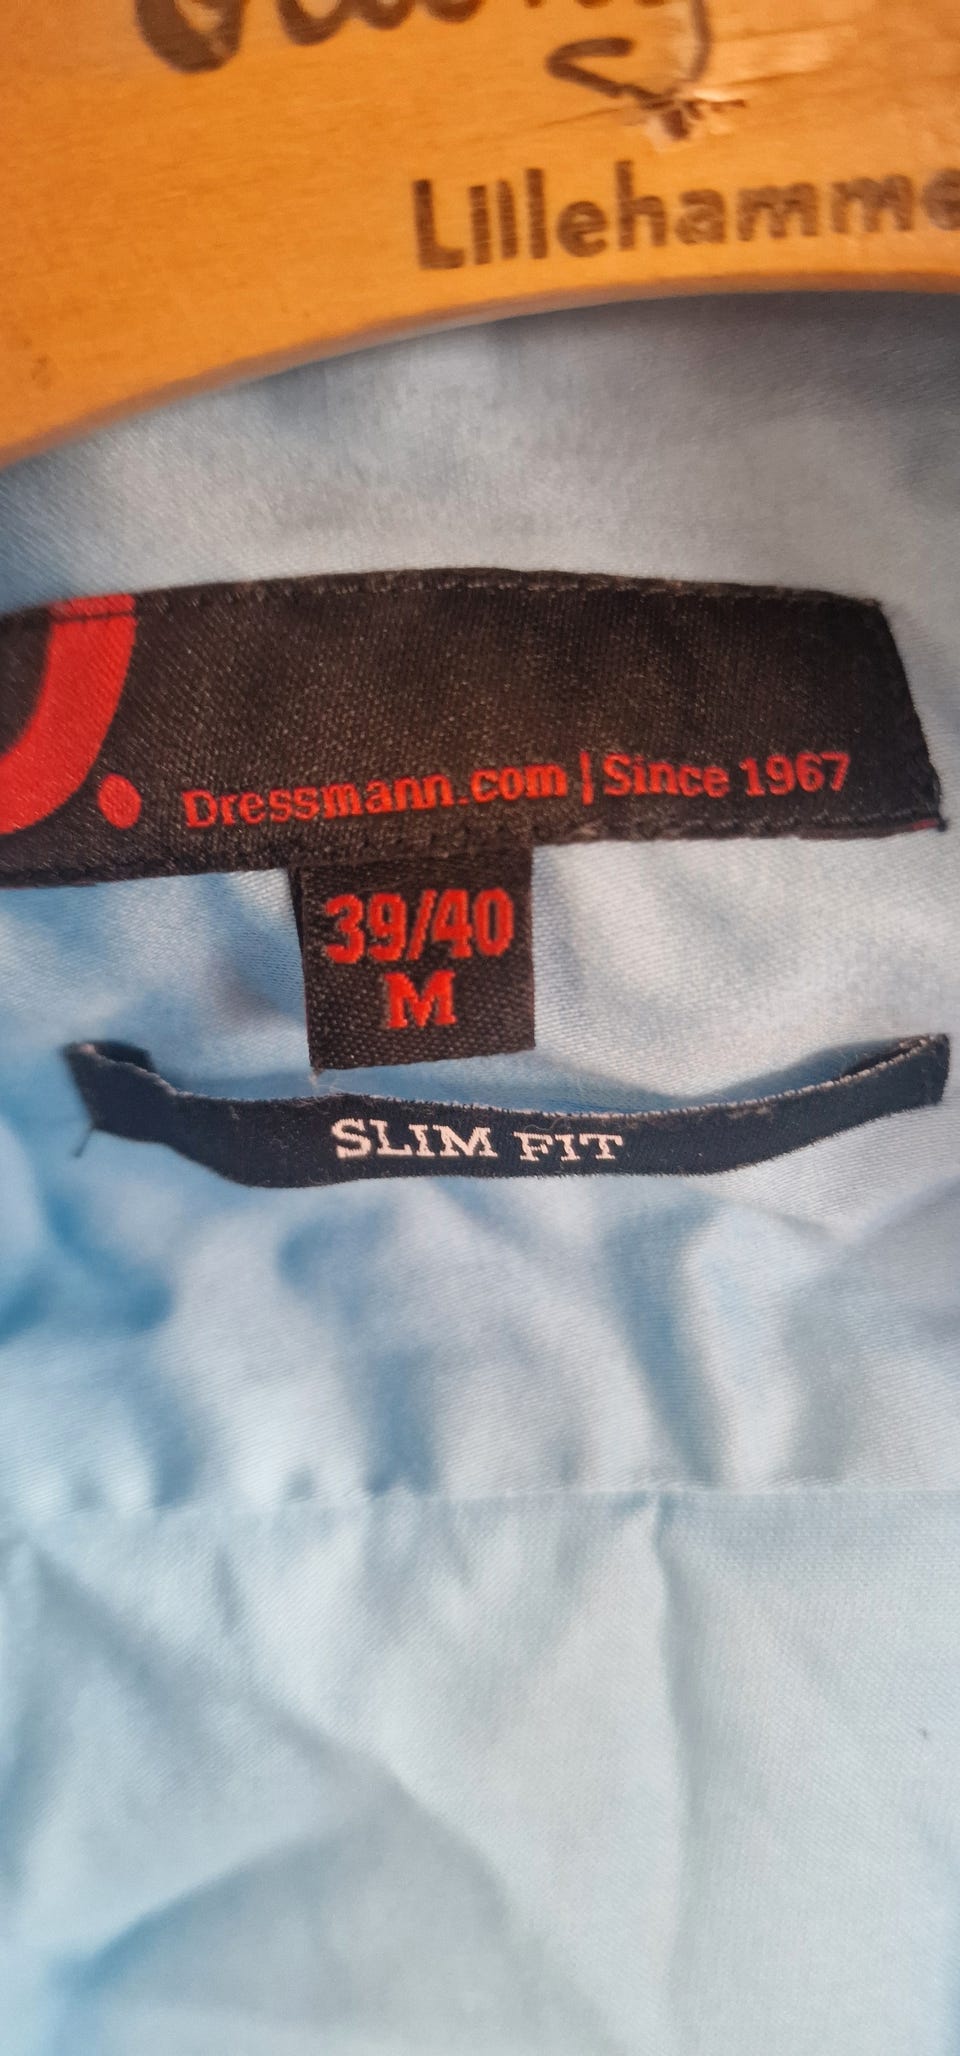 Lillehamme
D.
Dressmann.com | Since 1967
39/40
M
SLIM FIT